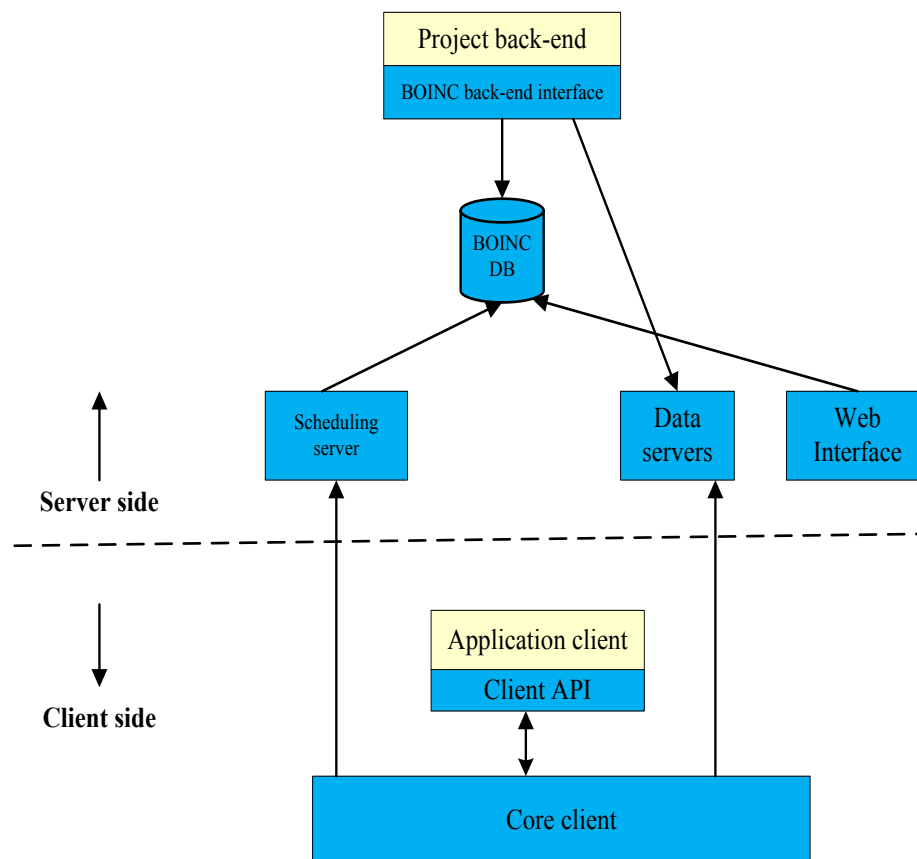 Project back-end
BOINC back-end interface
BOINC
DB
Scheduling
server
Data
servers
Web
Interface
Server side
Application client
Client API
Client side
Core client